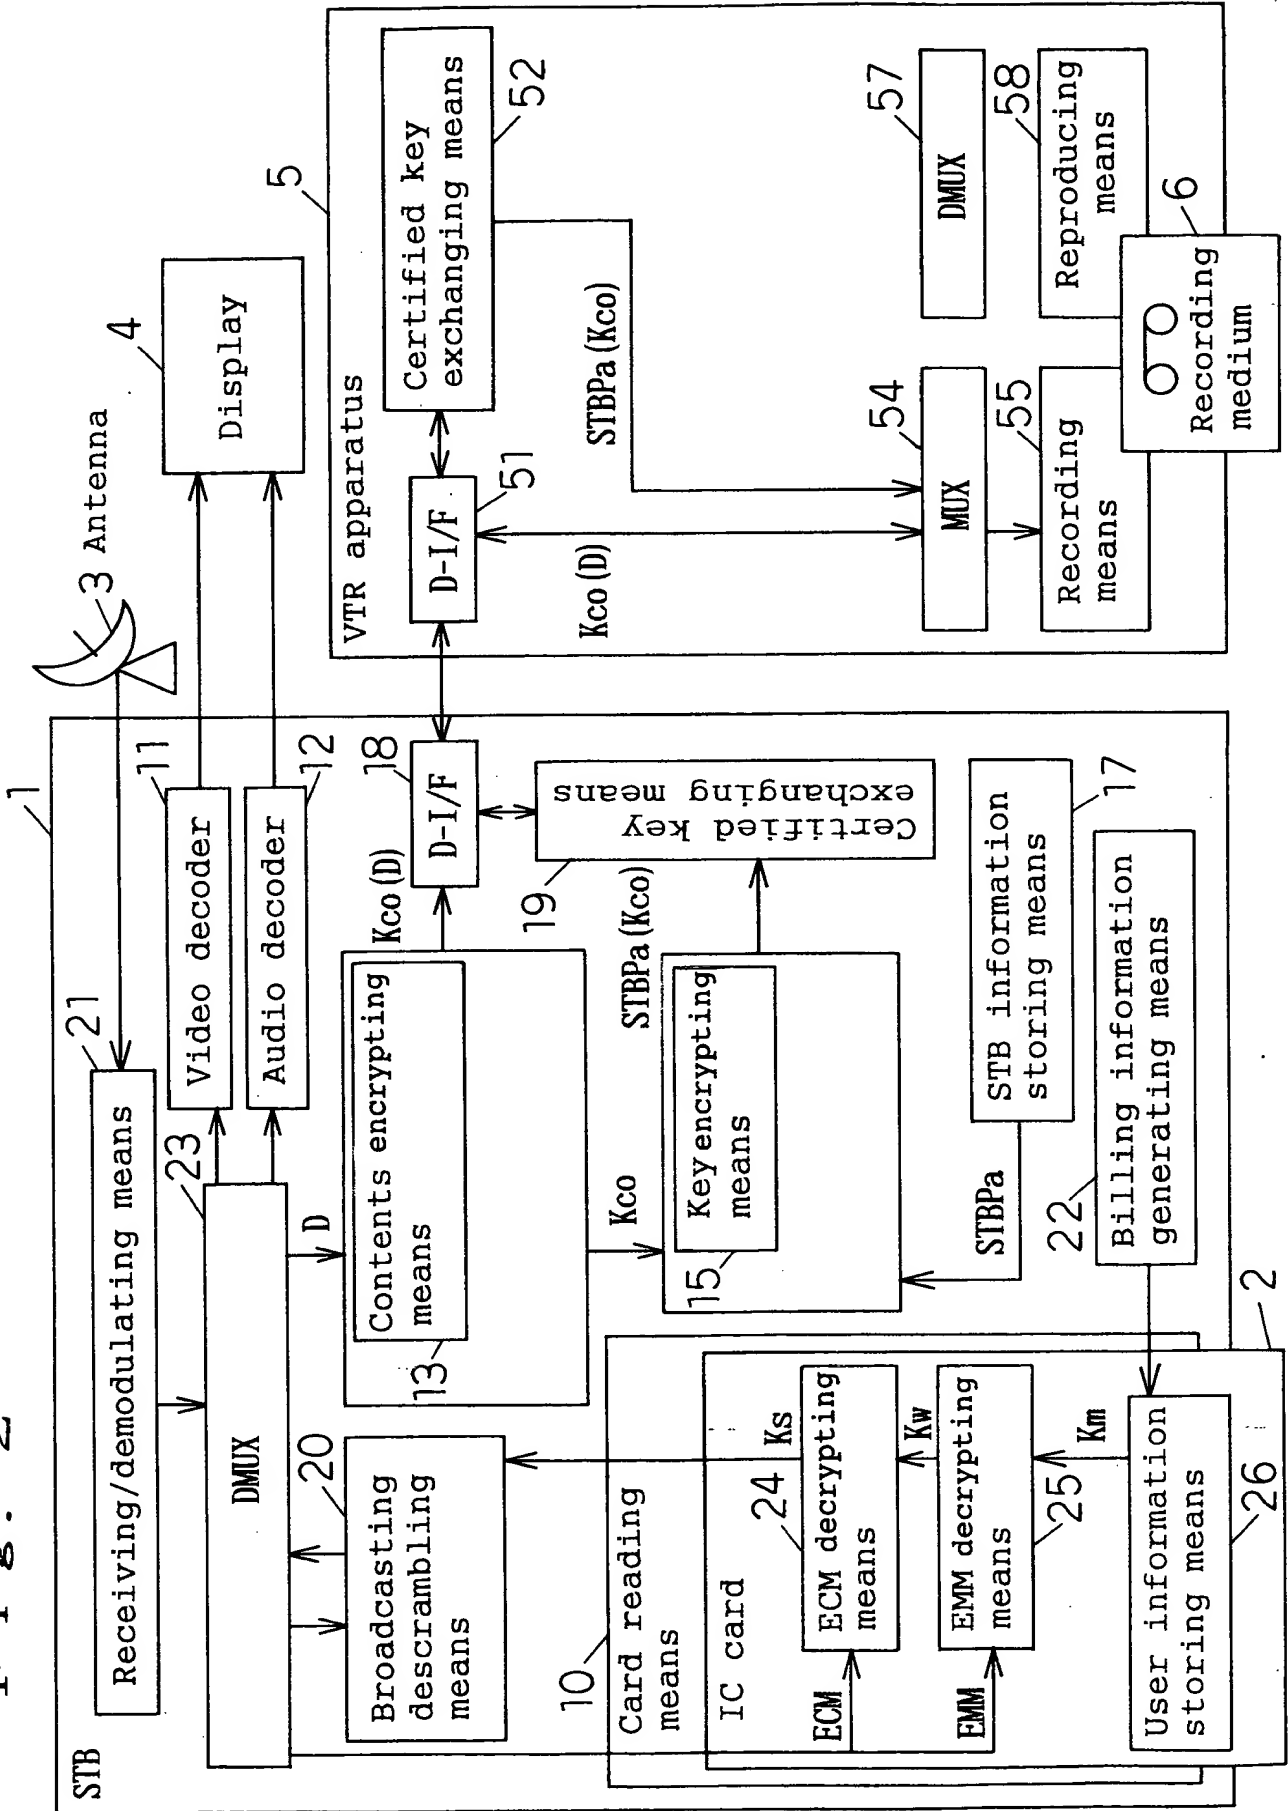 Fig. 2
STB
1
Receiving/demodulating means
21
3 Antenna
DMUX
23
Video decoder
11
Audio decoder
12
4
Display
Broadcasting
descrambling
means
20
D
Contents encrypting
means
13
Kco(D)
D-I/F
18
Kco
Key encrypting
means
15
STBPa(Kco)
Certified key
exchanging means
19
STBPa
STB information
storing means
17
Billing information
generating means
22
10
Card reading
means
IC card
2
ECM
ECM decrypting
means
24
Ks
EMM
EMM decrypting
means
25
Kw
Km
User information
storing means
26
5
VTR apparatus
D-I/F
51
Certified key
exchanging means
52
Kco(D)
STBPa(Kco)
MUX
54
DMUX
57
Recording
means
55
Reproducing
means
58
Recording
medium
6